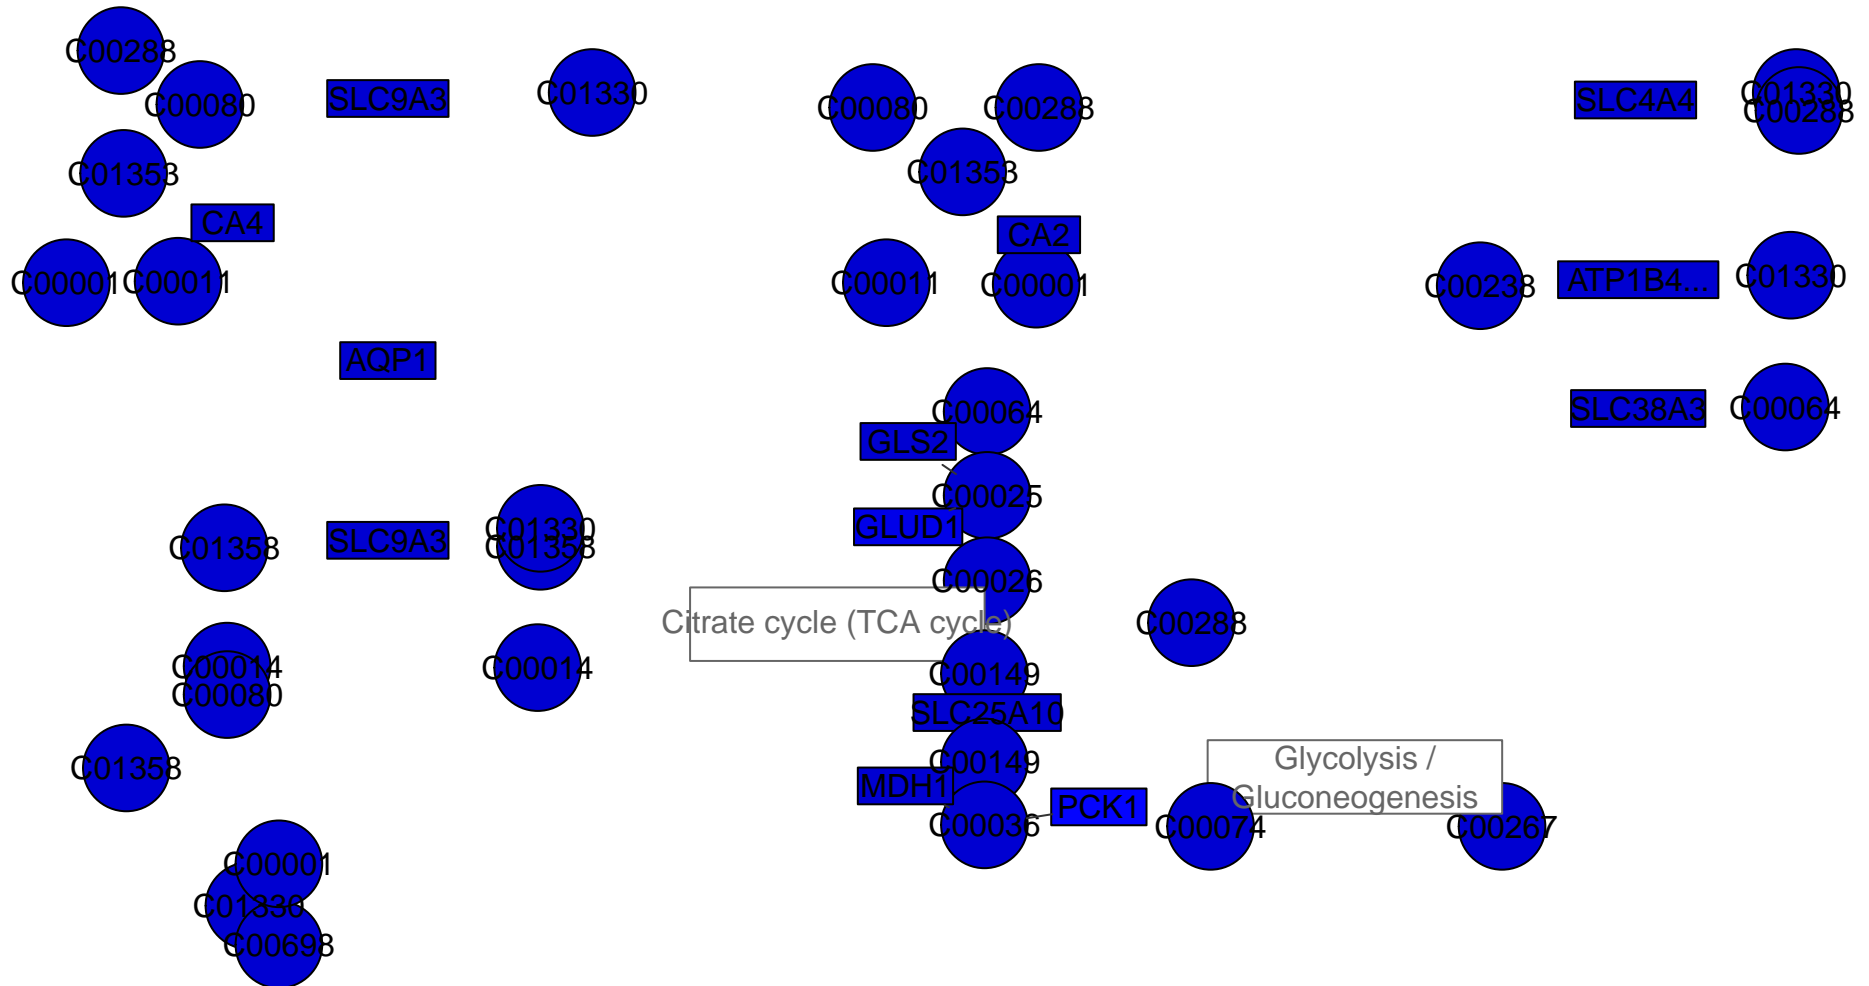 C00288
C00080
SLC9A3
C01330
C00080
C00288
SLC4A4
C01330
C00288
C01353
C01353
CA4
CA2
C00001
C00011
C00011
C00001
C00238
ATP1B4...
C01330
AQP1
C00064
SLC38A3
C00064
GLS2
C00025
GLUD1
C01358
SLC9A3
C01330
C01358
C00026
Citrate cycle (TCA cycle)
C00288
C00014
C00080
C00014
C00149
SLC25A10
C01358
C00149
MDH1
Glycolysis /
Gluconeogenesis
PCK1
C00036
C00074
C00267
C00001
C01330
C00698